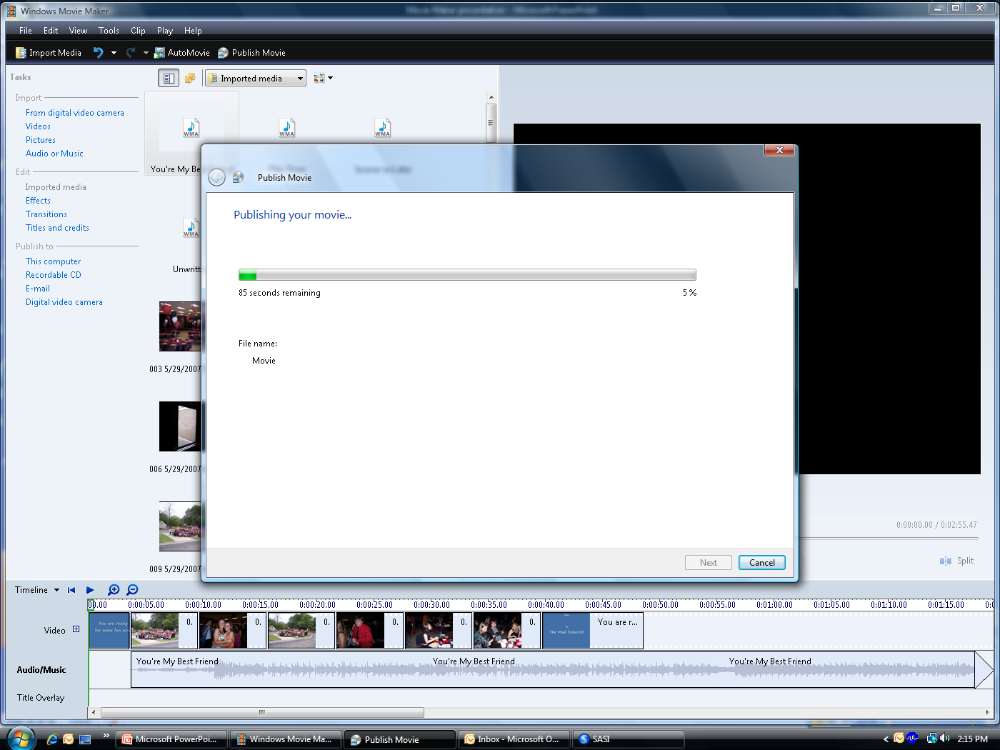 Windows Movie Maker
Movie Maker presentation - Microsoft PowerPoint
File Edit View Tools Clip Play Help
Import Media AutoMovie Publish Movie
Tasks
Imported media
Import
From digital video camera
Videos
Pictures
Audio or Music
Edit
Imported media
Effects
Transitions
Titles and credits
Publish to
This computer
Recordable CD
E-mail
Digital video camera
WMA
WMA
WMA
You're My Be
WMA
Unwritt
003 5/29/2007
006 5/29/2007
009 5/29/2007
Publish Movie
Publishing your movie...
85 seconds remaining 5 %
File name:
Movie
Next Cancel
0:00:00.00 / 0:02:55.47
Split
Timeline
00.00 0:00:05.00 0:00:10.00 0:00:15.00 0:00:20.00 0:00:25.00 0:00:30.00 0:00:35.00 0:00:40.00 0:00:45.00 0:00:50.00 0:00:55.00 0:01:00.00 0:01:05.00 0:01:10.00 0:01:15.00 0:0
Video
You are ready
for some fun now
0. 0. 0. 0. 0. 0.
The Mad Scientist
You are r...
Audio/Music
You're My Best Friend You're My Best Friend You're My Best Friend
Title Overlay
Microsoft PowerPoi... Windows Movie Ma... Publish Movie Inbox - Microsoft O... SASI 2:15 PM